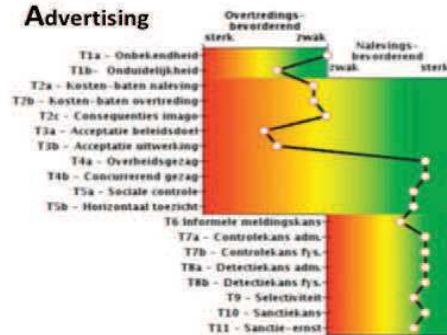 Advertising
Overtredings-
bevorderend
sterk zwak
Nalevings-
bevorderend
zwak sterk
T1a - Onbekendheid
T1b- Onduidelijkheid
T2a - Kosten-baten naleving
T2b - Kosten-baten overtreding
T2c - Consequenties imago
T3a - Acceptatie beleidsdoel
T3b - Acceptatie uitwerking
T4a - Overheidsgezag
T4b - Concurrerend gezag
T5a - Sociale controle
T5b - Horizontaal toezicht
T6 Informele meldingskans
T7a - Controlekans adm.
T7b - Controlekans fys.
T8a - Detectiekans adm.
T8b - Detectiekans fys.
T9 - Selectiviteit
T10 - Sanctiekans
T11 - Sanctie-ernst